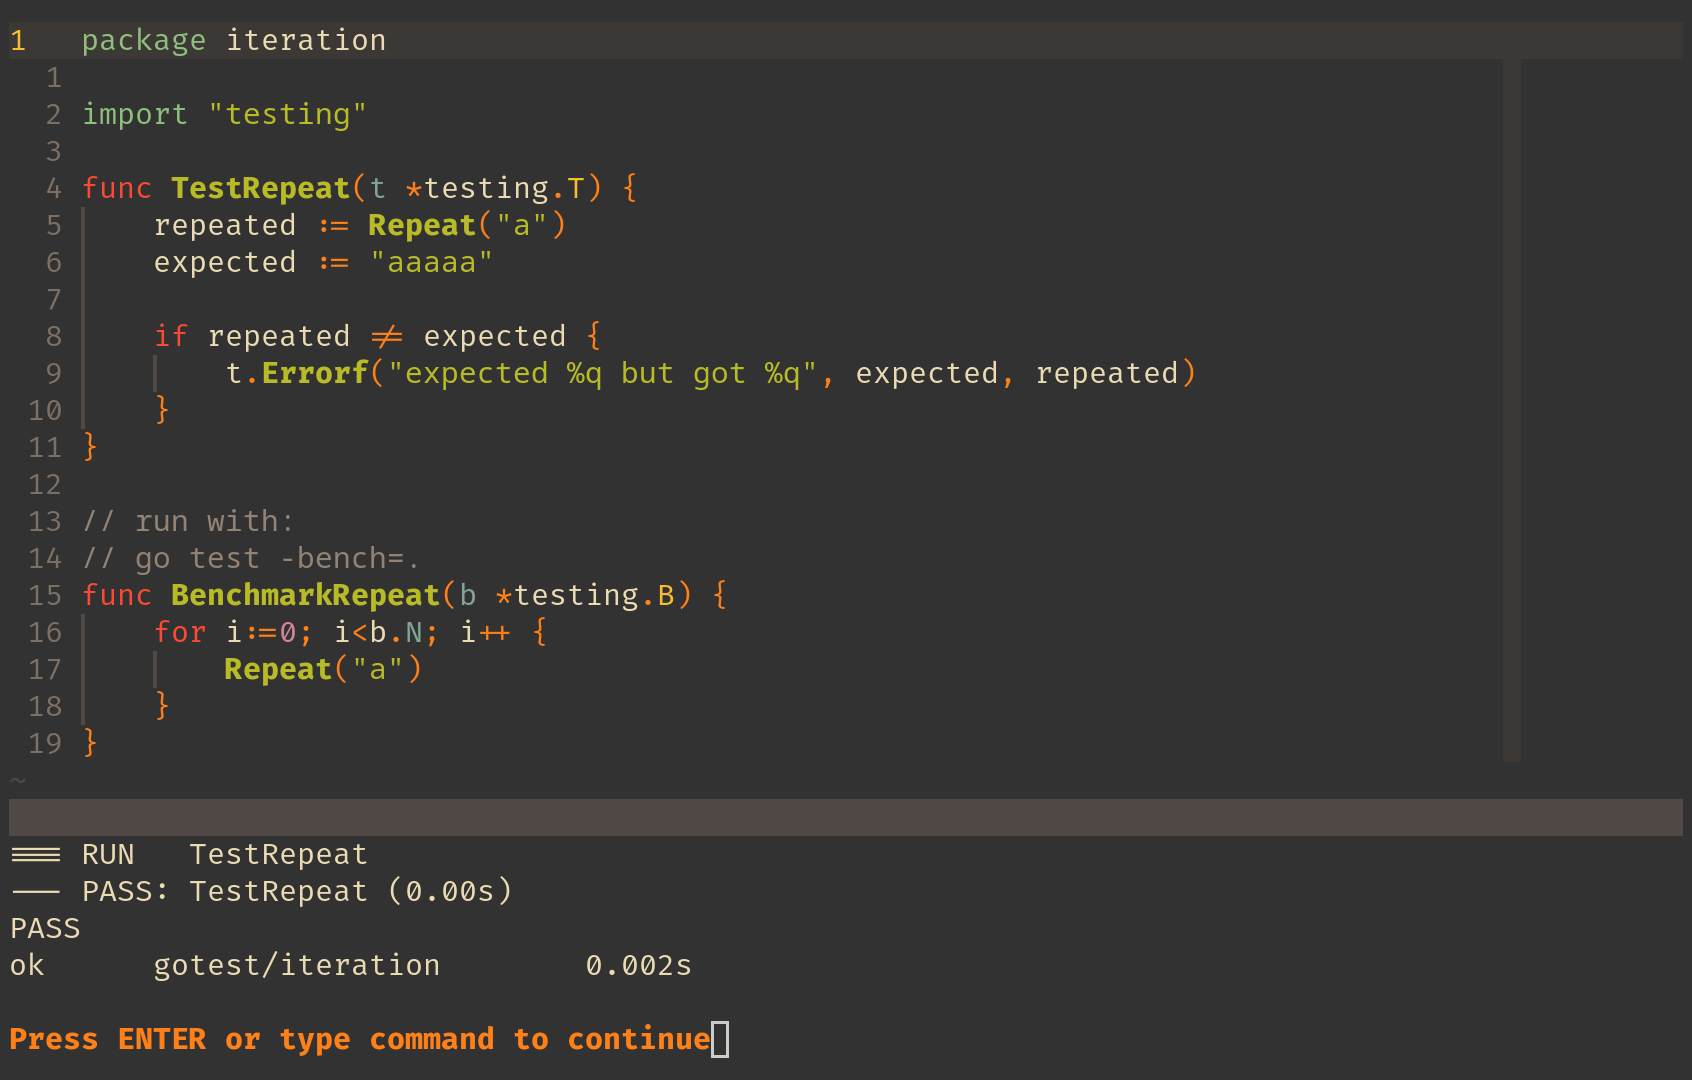 1   package iteration
  1
  2 import "testing"
  3
  4 func TestRepeat(t *testing.T) {
  5     repeated := Repeat("a")
  6     expected := "aaaaa"
  7
  8     if repeated != expected {
  9         t.Errorf("expected %q but got %q", expected, repeated)
 10     }
 11 }
 12
 13 // run with:
 14 // go test -bench=.
 15 func BenchmarkRepeat(b *testing.B) {
 16     for i:=0; i<b.N; i++ {
 17         Repeat("a")
 18     }
 19 }
~
=== RUN   TestRepeat
--- PASS: TestRepeat (0.00s)
PASS
ok      gotest/iteration        0.002s
Press ENTER or type command to continue